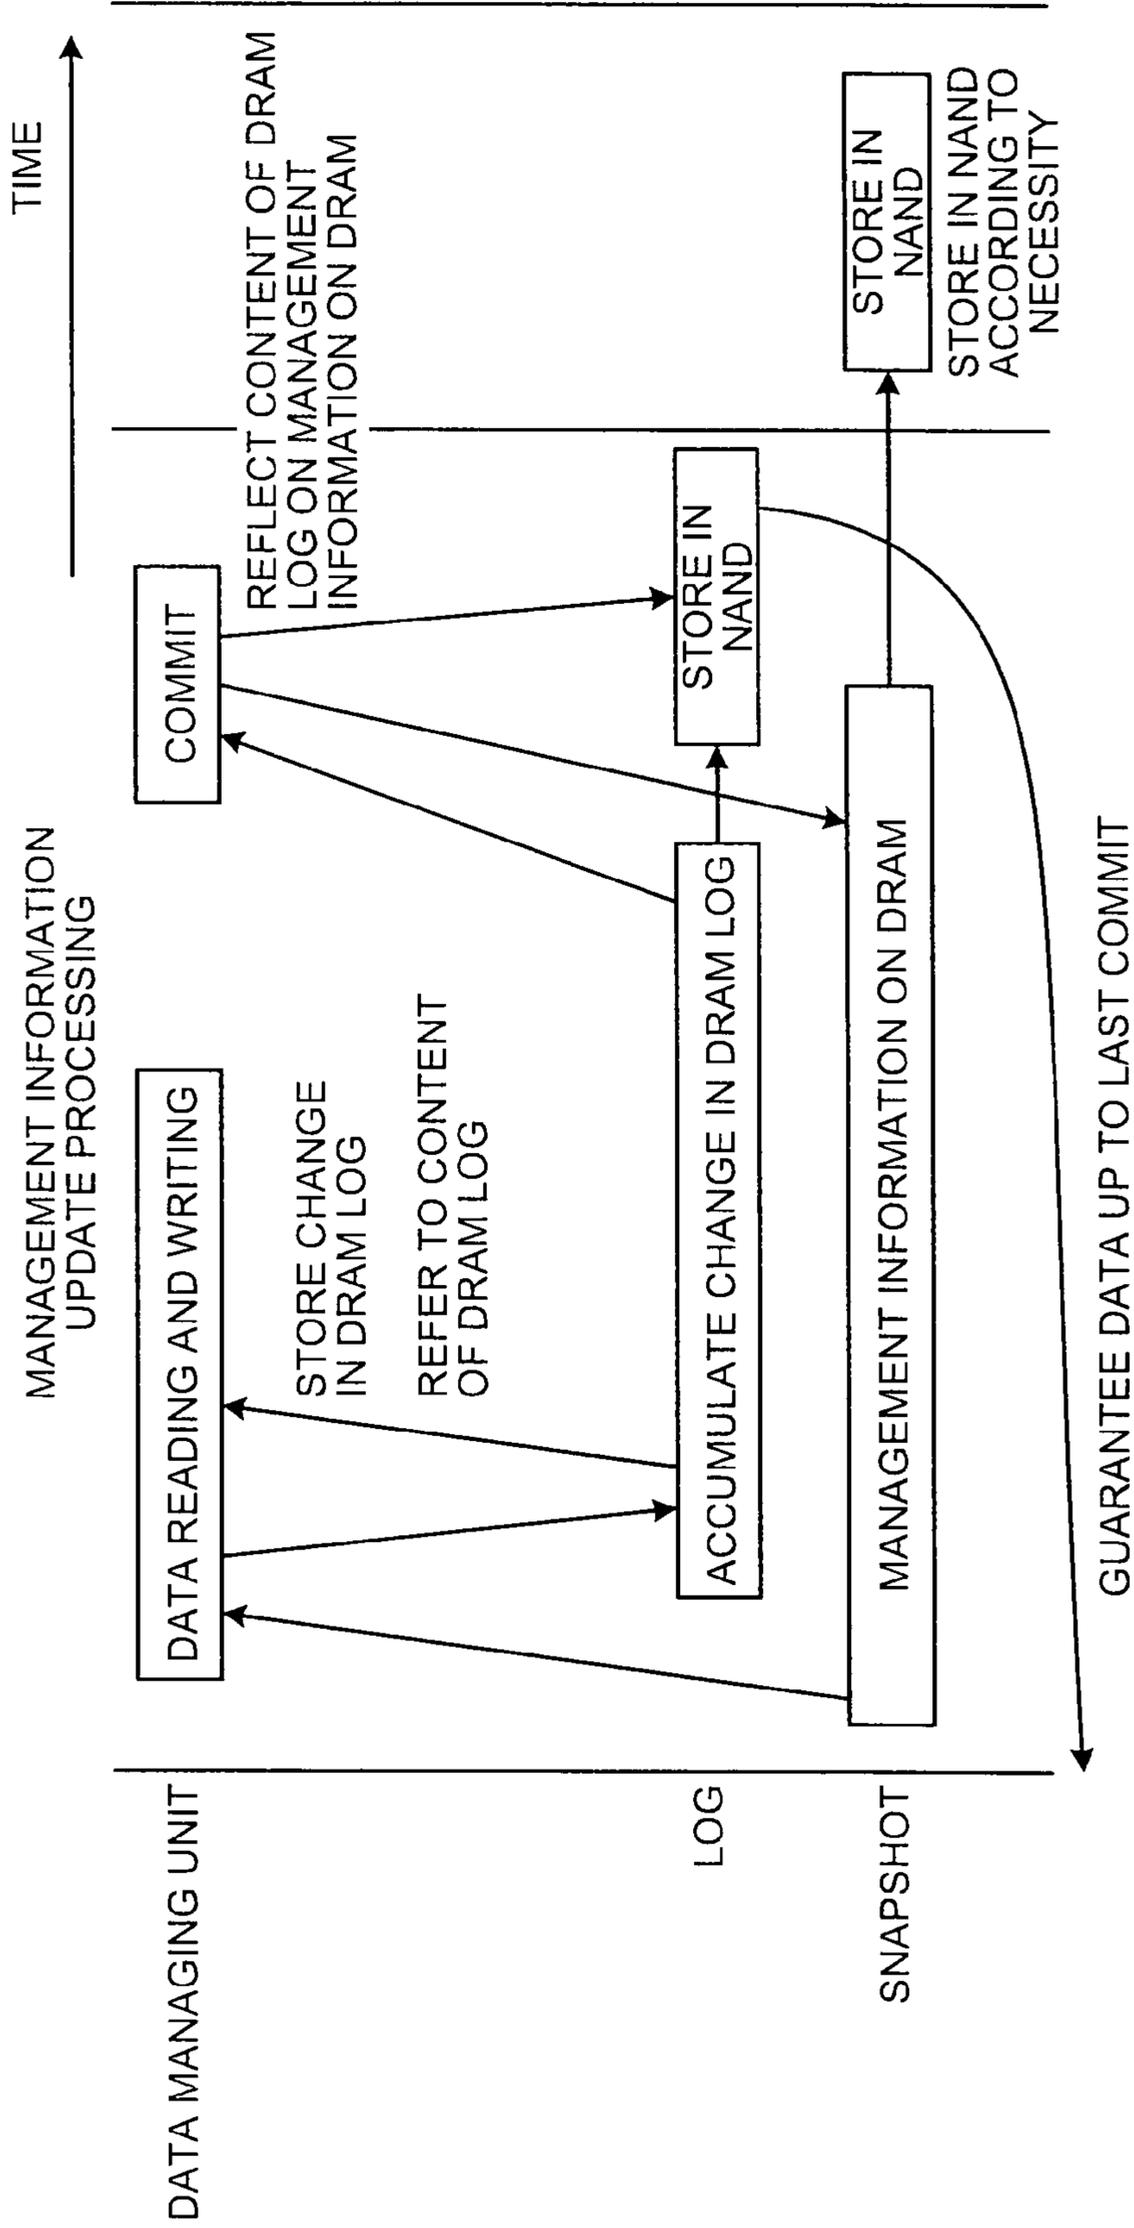 TIME
MANAGEMENT INFORMATION
UPDATE PROCESSING
DATA MANAGING UNIT
DATA READING AND WRITING
COMMIT
REFLECT CONTENT OF DRAM
LOG ON MANAGEMENT
INFORMATION ON DRAM
STORE CHANGE
IN DRAM LOG
REFER TO CONTENT
OF DRAM LOG
LOG
ACCUMULATE CHANGE IN DRAM LOG
STORE IN
NAND
SNAPSHOT
MANAGEMENT INFORMATION ON DRAM
STORE IN
NAND
STORE IN NAND
ACCORDING TO
NECESSITY
GUARANTEE DATA UP TO LAST COMMIT